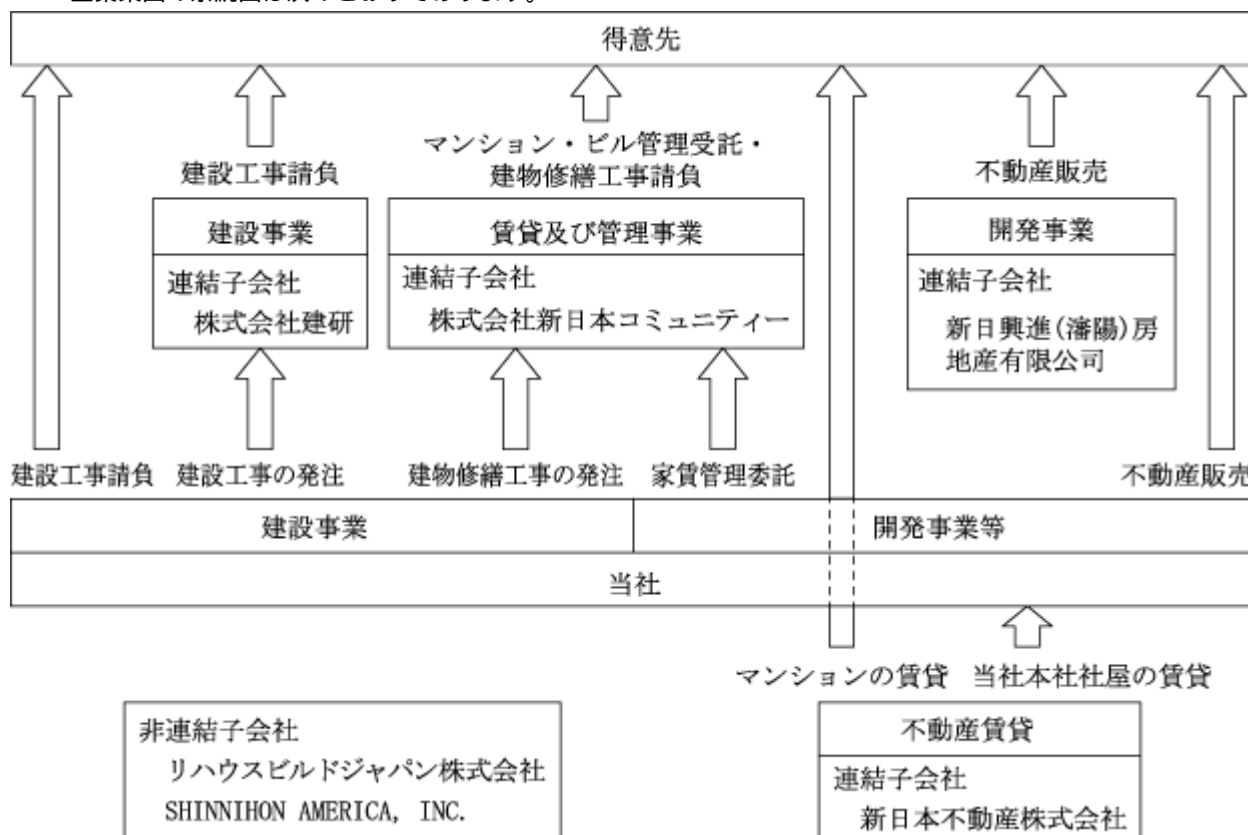 得意先
マンション・ビル管理受託・
建設工事請負
建物修繕工事請負
不動産販売
建設事業
連結子会社
株式会社建研
賃貸及び管理事業
連結子会社
株式会社新日本コミュニティー
開発事業
連結子会社
新日興進(瀋陽)房
地産有限公司
建設工事請負
建設工事の発注
建物修繕工事の発注
家賃管理委託
不動産販売
建設事業
開発事業等
当社
マンションの賃貸
当社本社社屋の賃貸
非連結子会社
リハウスビルドジャパン株式会社
SHINNIHON AMERICA, INC.
不動産賃貸
連結子会社
新日本不動産株式会社